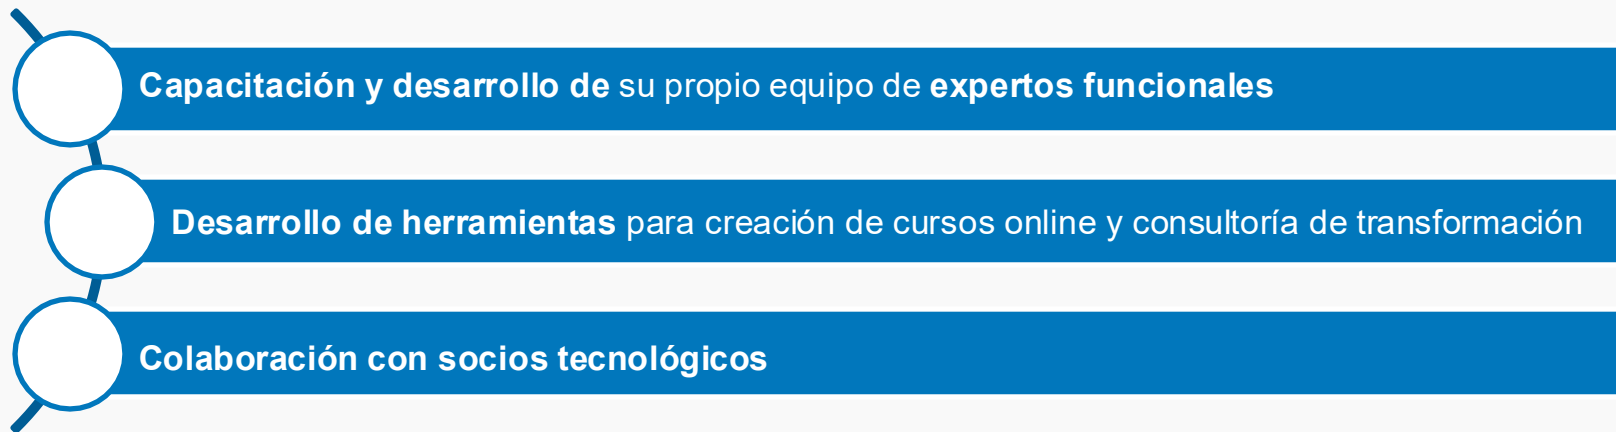 Capacitación y desarrollo de su propio equipo de expertos funcionales
Desarrollo de herramientas para creación de cursos online y consultoría de transformación
Colaboración con socios tecnológicos